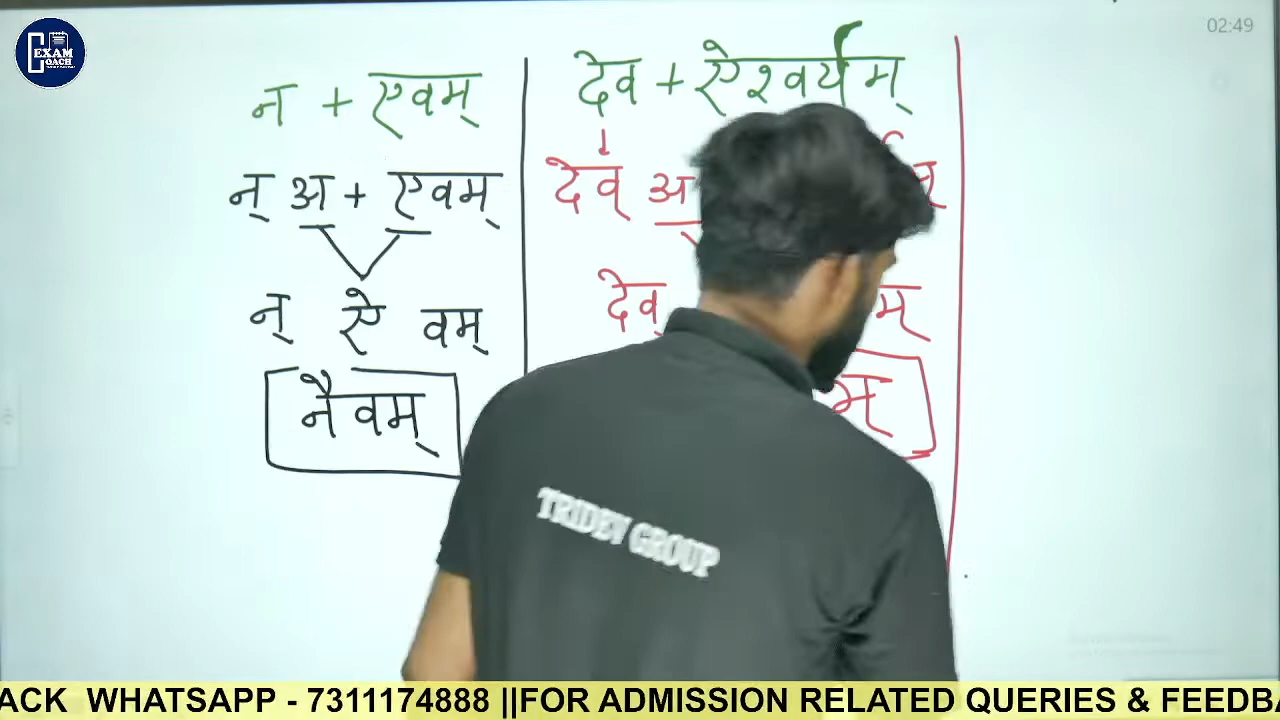 02:49
EXAM
COACH
न + एवम्
न् अ + एवम्
न् ऐ वम्
नैवम्
देव + ऐश्वर्यम्
देव् अ
देव् म्
म्
TRIDEV GROUP
ACK WHATSAPP - 7311174888 ||FOR ADMISSION RELATED QUERIES & FEEDBA